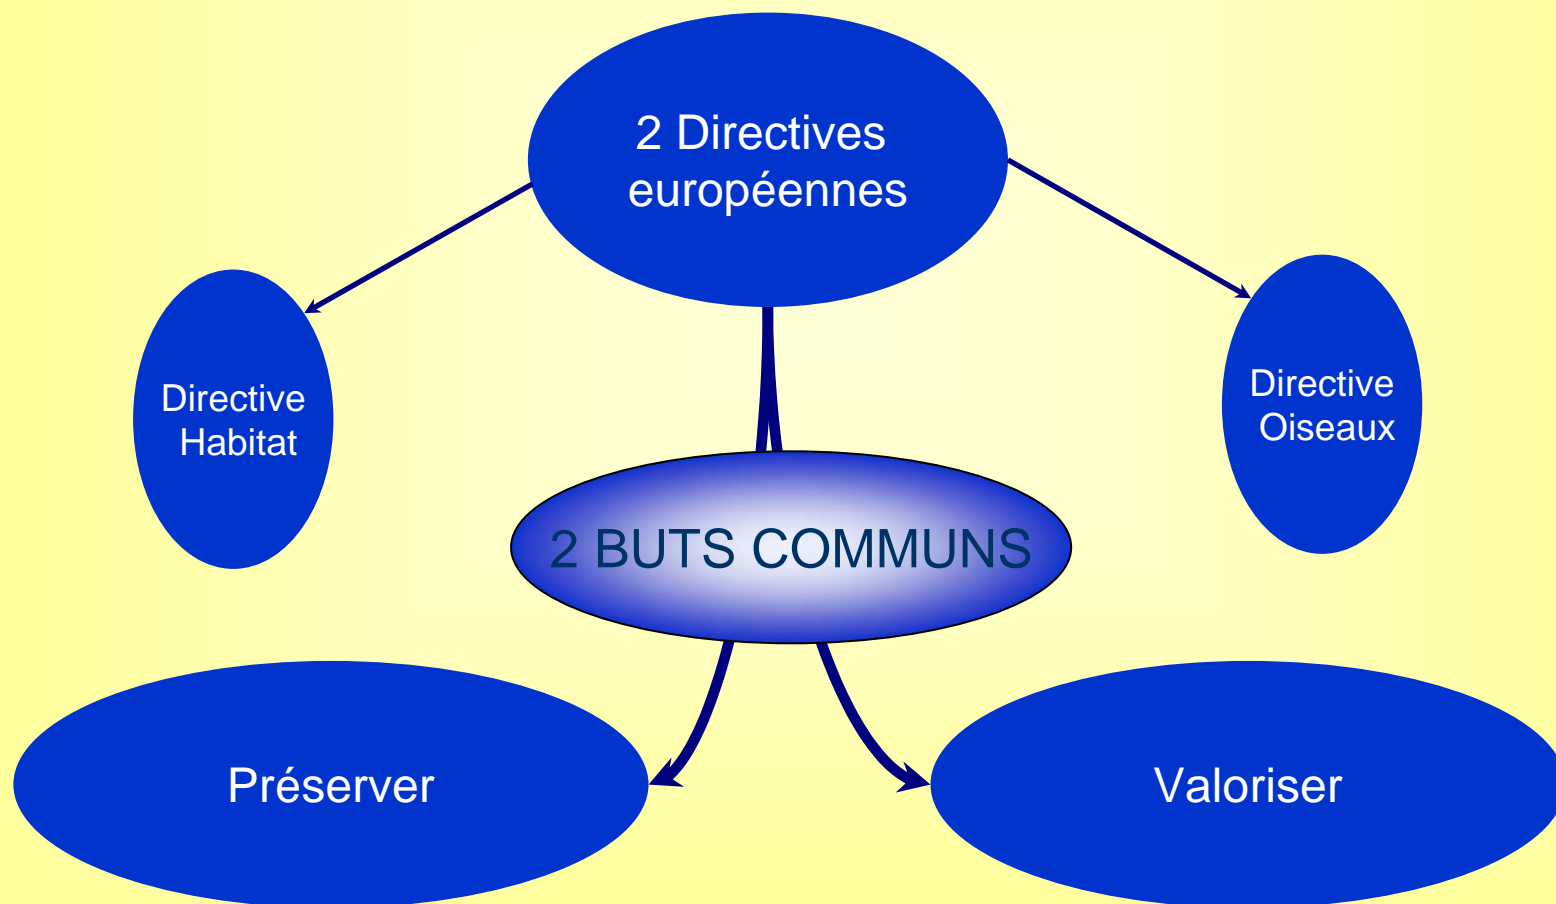 2 Directives
européennes
Directive
Habitat
Directive
Oiseaux
2 BUTS COMMUNS
Préserver
Valoriser